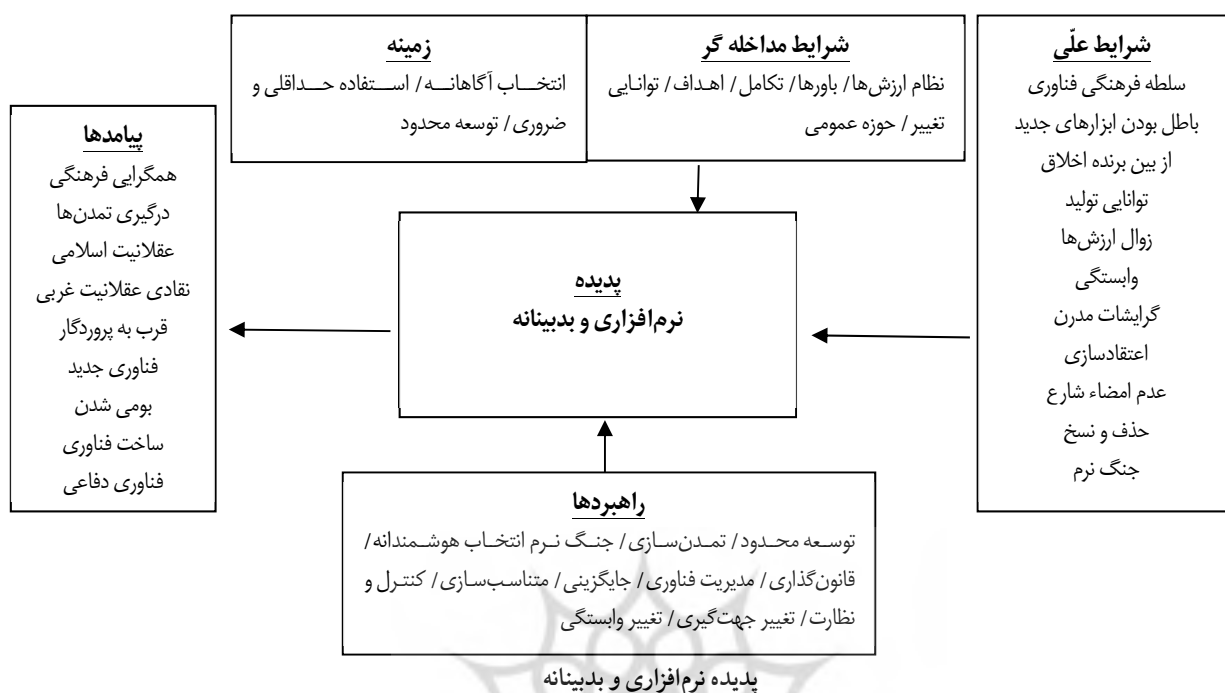 شرایط علّی
سلطه فرهنگی فناوری
باطل بودن ابزارهای جدید
از بین برنده اخلاق
توانایی تولید
زوال ارزش‌ها
وابستگی
گرایشات مدرن
اعتقادسازی
عدم امضاء شارع
حذف و نسخ
جنگ نرم
شرایط مداخله گر
نظام ارزش‌ها/ باورها/ تکامل/ اهداف/ توانایی
تغییر/ حوزه عمومی
زمینه
انتخاب آگاهانه/ استفاده حداقلی و
ضروری/ توسعه محدود
پدیده
نرم‌افزاری و بدبینانه
راهبردها
توسعه محدود/ تمدن‌سازی/ جنگ نرم انتخاب هوشمندانه/
قانون‌گذاری/ مدیریت فناوری/ جایگزینی/ متناسب‌سازی/ کنترل و
نظارت/ تغییر جهت‌گیری/ تغییر وابستگی
پیامدها
همگرایی فرهنگی
درگیری تمدن‌ها
عقلانیت اسلامی
نقادی عقلانیت غربی
قرب به پروردگار
فناوری جدید
بومی شدن
ساخت فناوری
فناوری دفاعی
پدیده نرم‌افزاری و بدبینانه